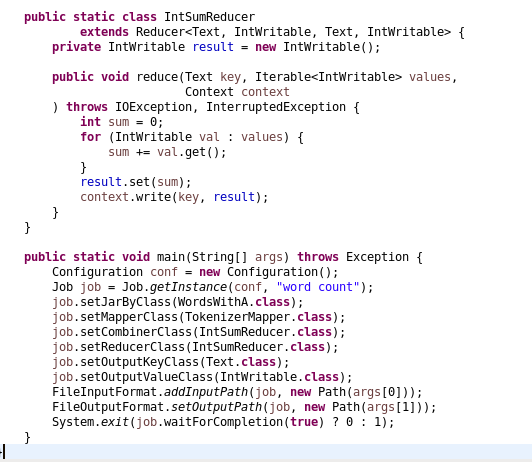 public static class IntSumReducer
extends Reducer<Text, IntWritable, Text, IntWritable> {
private IntWritable result = new IntWritable();
public void reduce(Text key, Iterable<IntWritable> values,
Context context
) throws IOException, InterruptedException {
int sum = 0;
for (IntWritable val : values) {
sum += val.get();
}
result.set(sum);
context.write(key, result);
}
}
public static void main(String[] args) throws Exception {
Configuration conf = new Configuration();
Job job = Job.getInstance(conf, "word count");
job.setJarByClass(WordsWithA.class);
job.setMapperClass(TokenizerMapper.class);
job.setCombinerClass(IntSumReducer.class);
job.setReducerClass(IntSumReducer.class);
job.setOutputKeyClass(Text.class);
job.setOutputValueClass(IntWritable.class);
FileInputFormat.addInputPath(job, new Path(args[0]));
FileOutputFormat.setOutputPath(job, new Path(args[1]));
System.exit(job.waitForCompletion(true) ? 0 : 1);
}